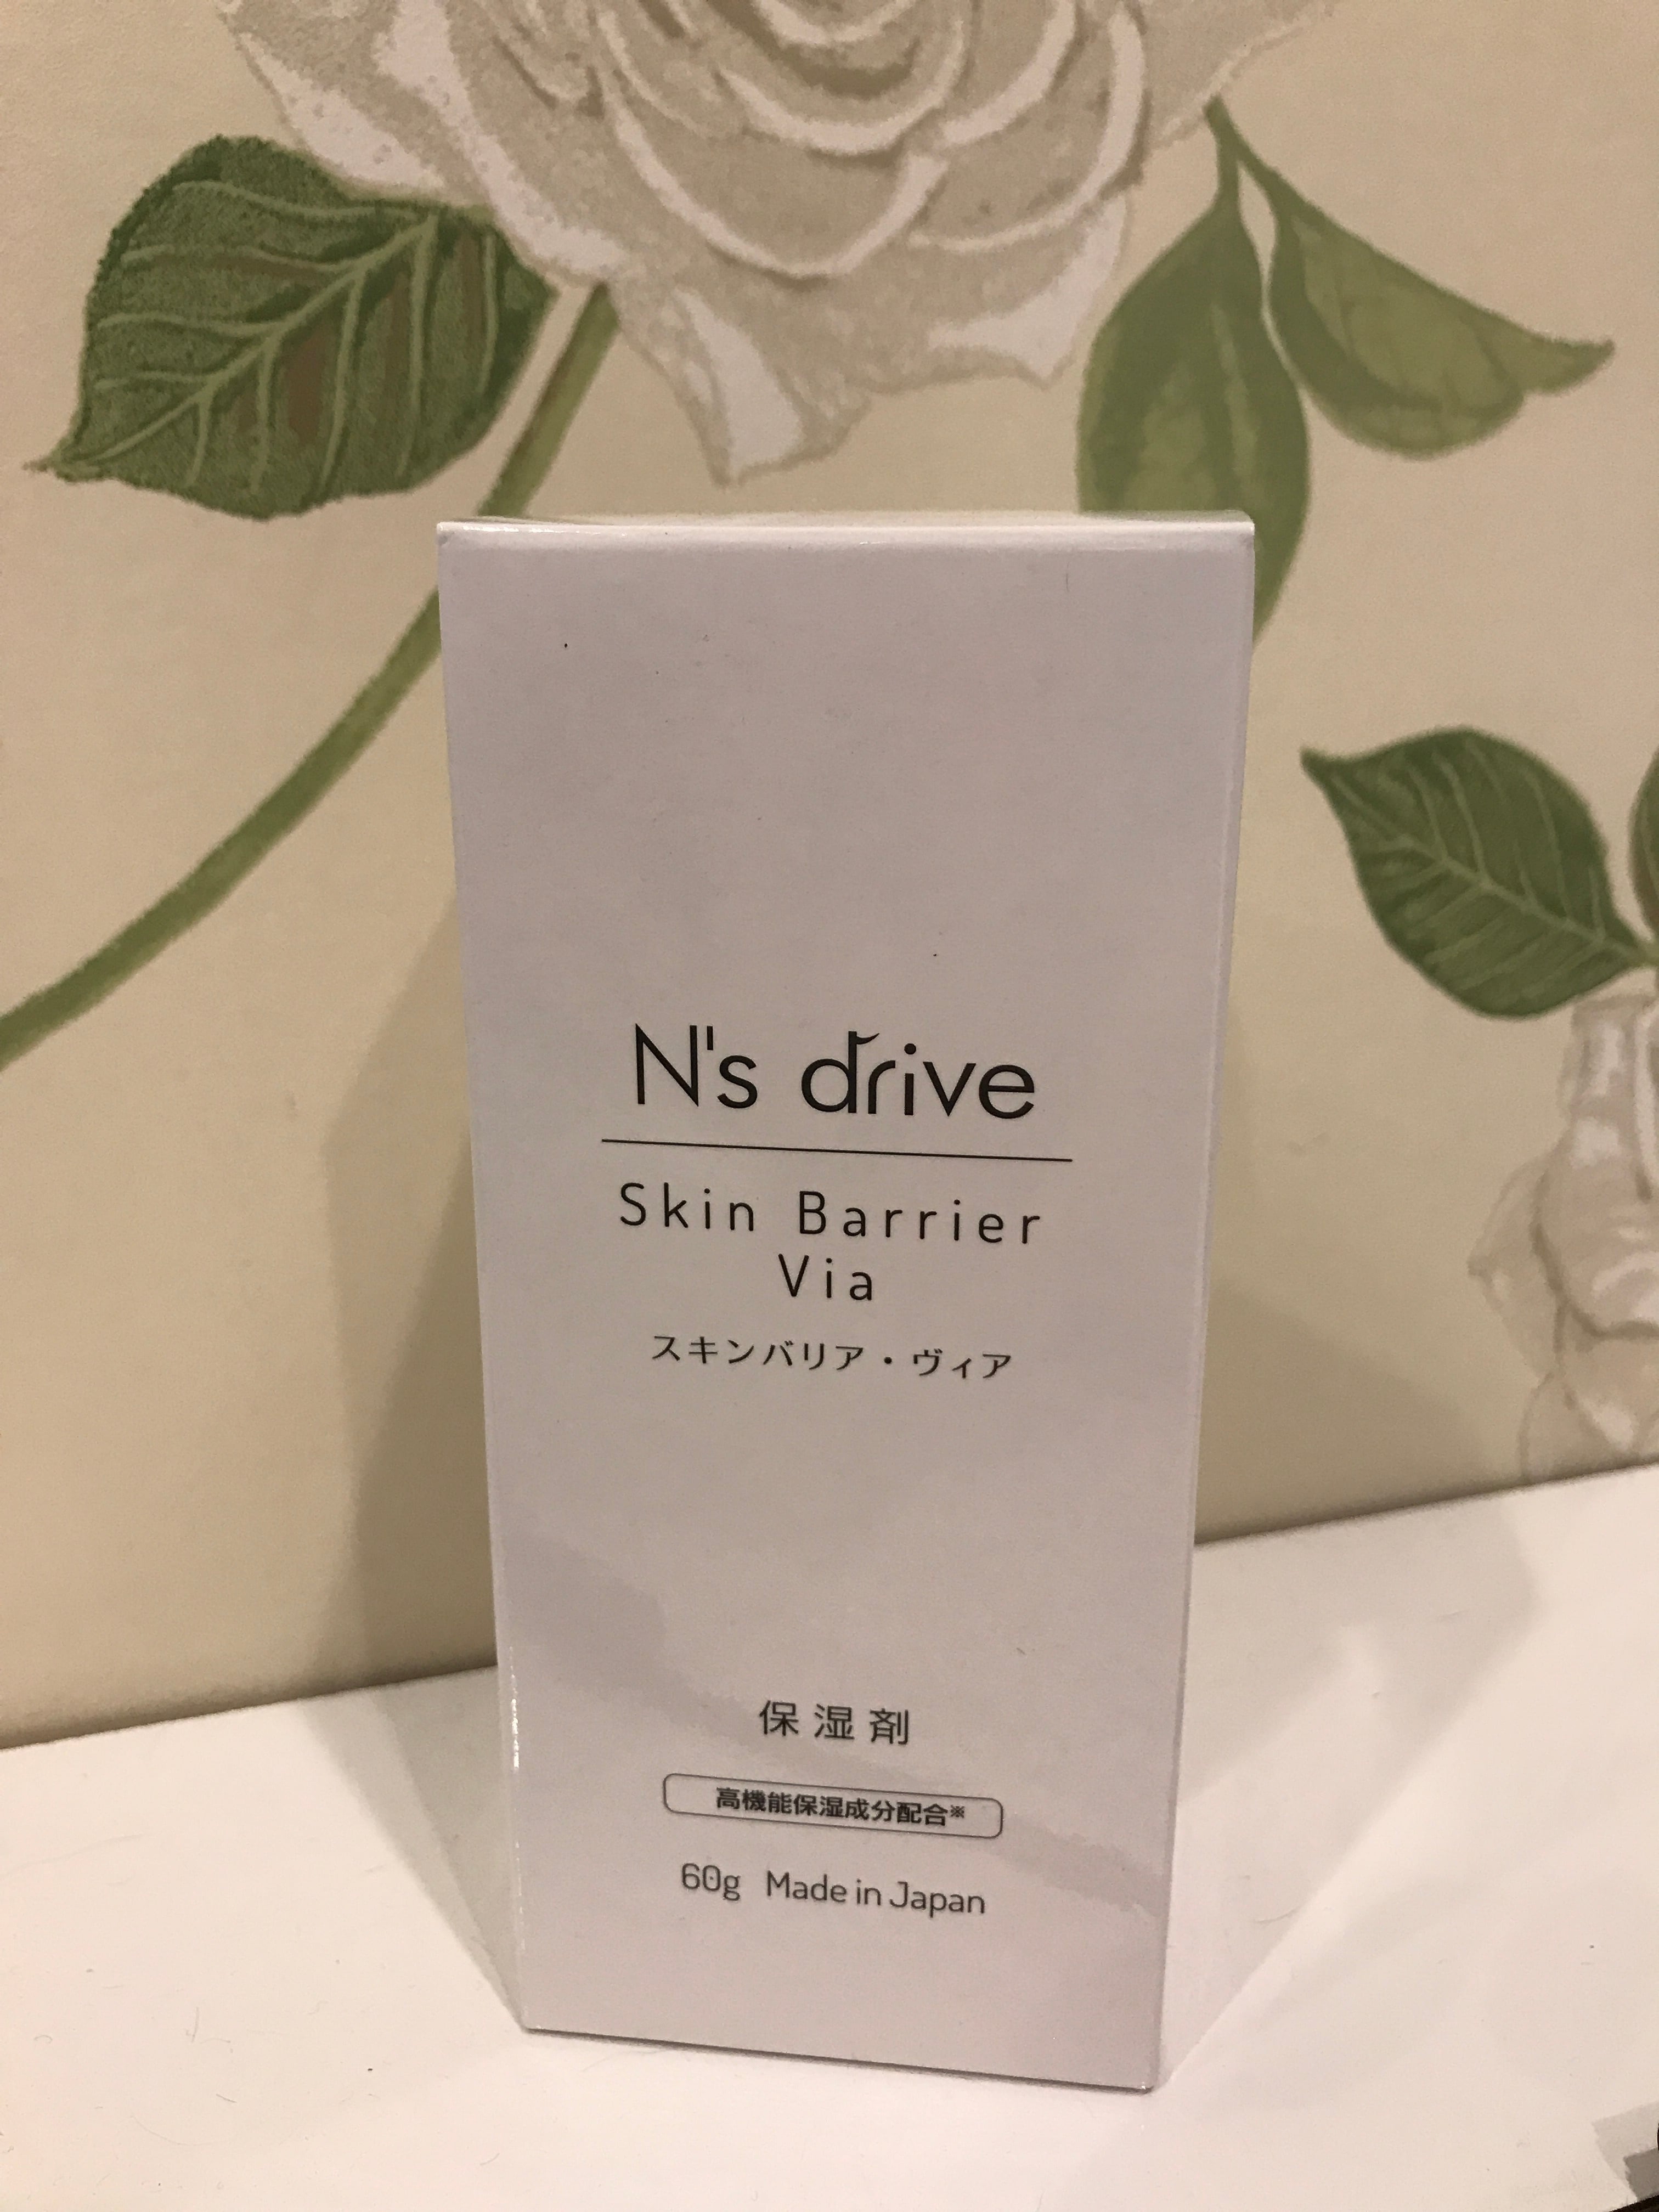 N's drive
Skin Barrier
Via
スキンバリア・ヴィア
保湿剤
高機能保湿成分配合※
60g Made in Japan